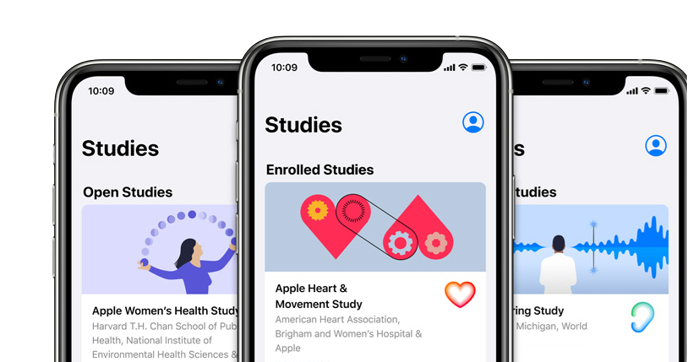 10:09
Studies
Open Studies
Apple Women's Health Study
Harvard T.H. Chan School of Pub
Health, National Institute of
Environmental Health Sciences &
10:09
Studies
Enrolled Studies
Apple Heart &
Movement Study
American Heart Association,
Brigham and Women's Hospital &
Apple
s
tudies
ring Study
Michigan, World